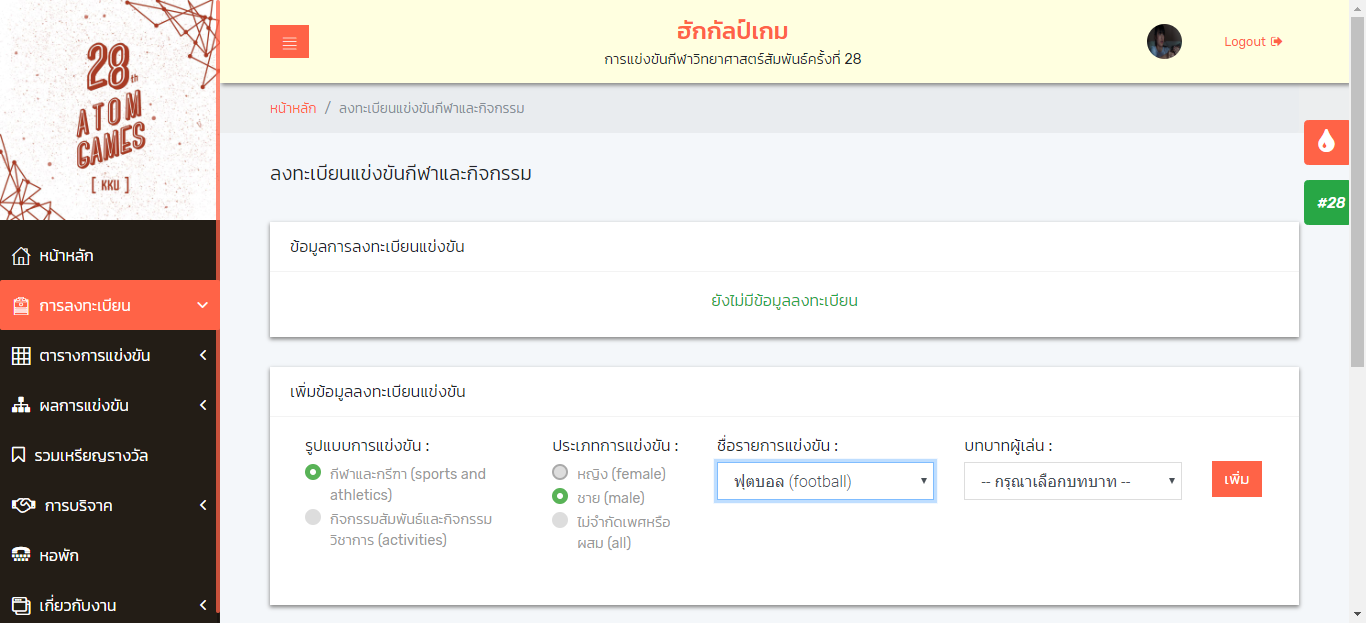 28th
ATOM
GAMES
[ KKU ]
หน้าหลัก
การลงทะเบียน
ตารางการแข่งขัน
ผลการแข่งขัน
รวมเหรียญรางวัล
การบริจาค
หอพัก
เกี่ยวกับงาน
ฮักกัลป์เกม
การแข่งขันกีฬาวิทยาศาสตร์สัมพันธ์ครั้งที่ 28
Logout
หน้าหลัก / ลงทะเบียนแข่งขันกีฬาและกิจกรรม
#28
ลงทะเบียนแข่งขันกีฬาและกิจกรรม
ข้อมูลการลงทะเบียนแข่งขัน
ยังไม่มีข้อมูลลงทะเบียน
เพิ่มข้อมูลลงทะเบียนแข่งขัน
รูปแบบการแข่งขัน :
กีฬาและกรีฑา (sports and
athletics)
กิจกรรมสัมพันธ์และกิจกรรม
วิชาการ (activities)
ประเภทการแข่งขัน :
หญิง (female)
ชาย (male)
ไม่จำกัดเพศหรือ
ผสม (all)
ชื่อรายการแข่งขัน :
ฟุตบอล (football)
บทบาทผู้เล่น :
-- กรุณาเลือกบทบาท --
เพิ่ม